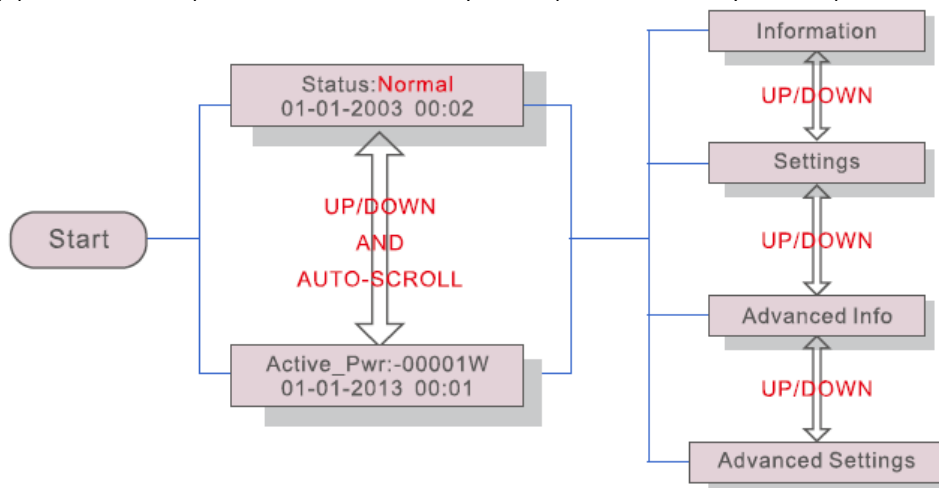 Start
Status:Normal
01-01-2003 00:02
UP/DOWN
AND
AUTO-SCROLL
Active_Pwr:-00001W
01-01-2013 00:01
Information
UP/DOWN
Settings
UP/DOWN
Advanced Info
UP/DOWN
Advanced Settings